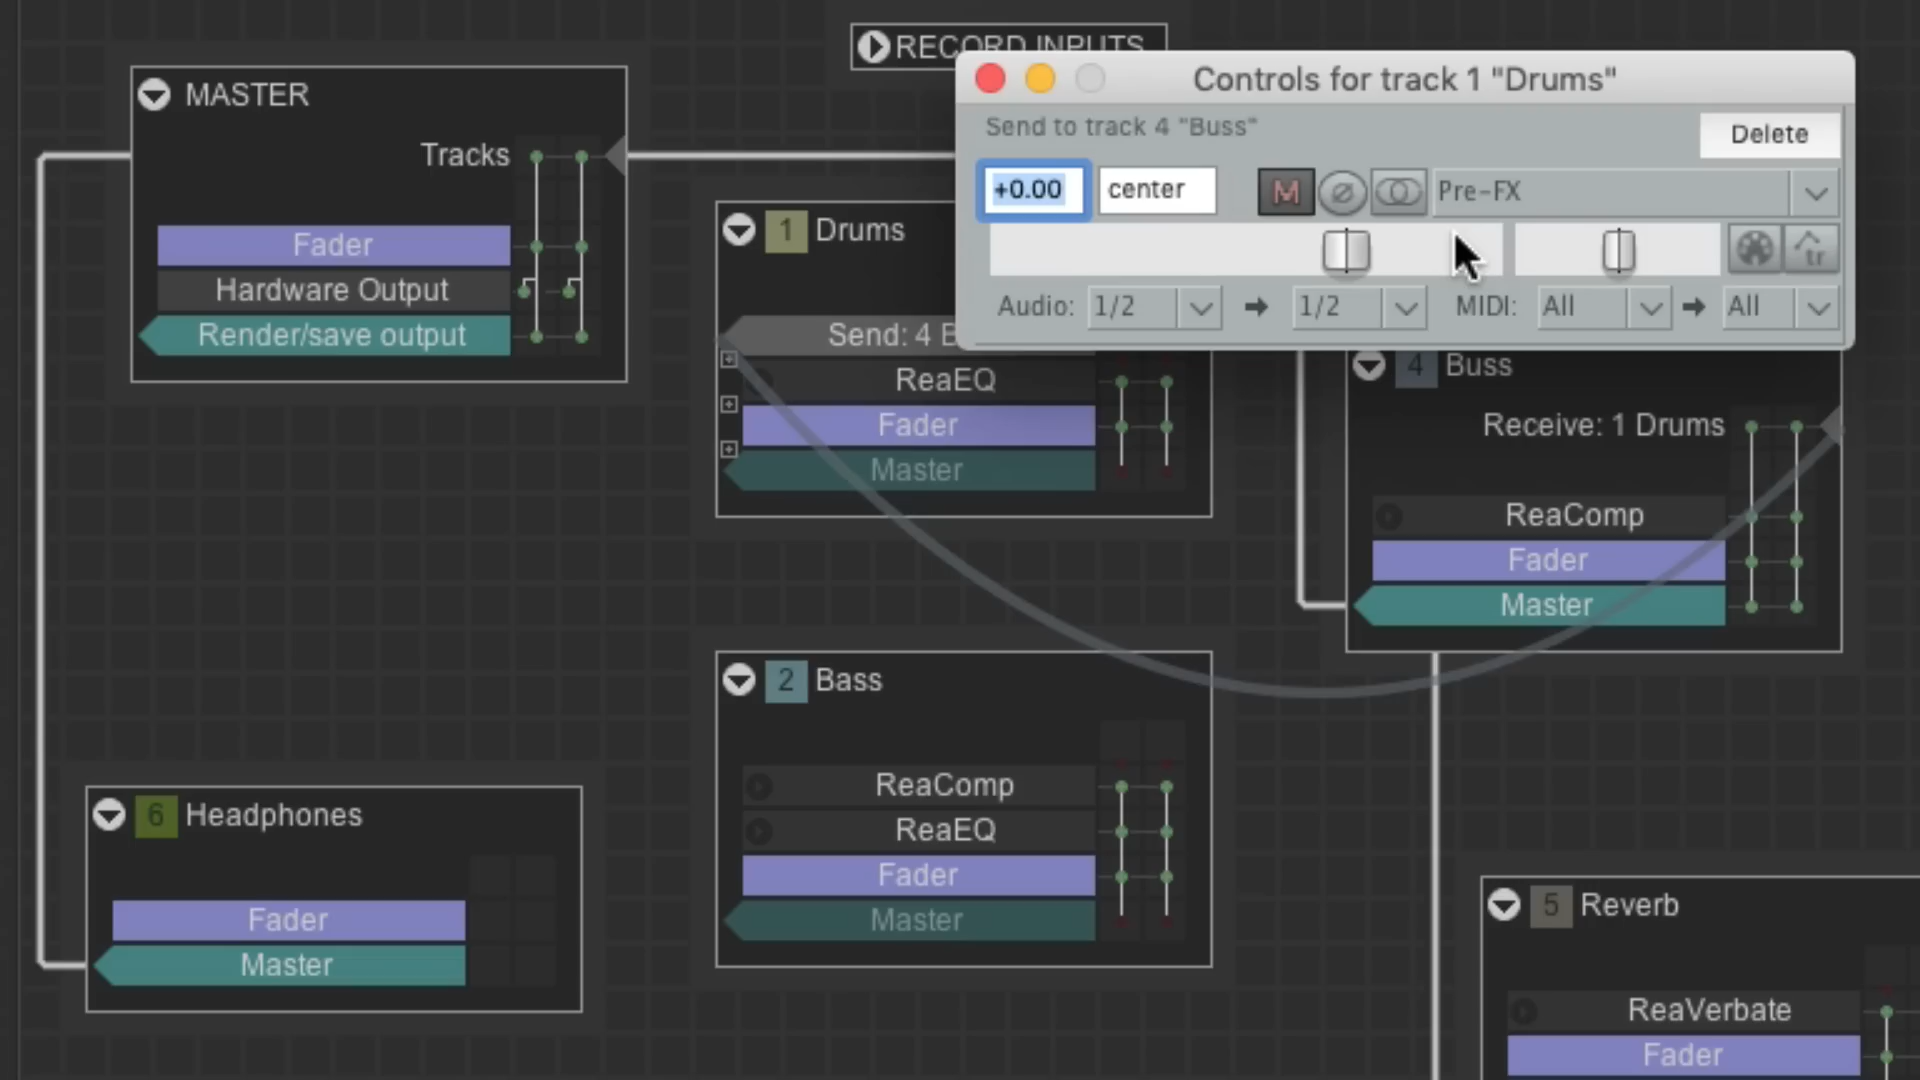 RECORD INPUTS
MASTER
Tracks
Fader
Hardware Output
Render/save output
Controls for track 1 "Drums"
Send to track 4 "Buss"
Delete
+0.00
center
M
Pre-FX
tr
Audio: 1/2
1/2
MIDI: All
All
1 Drums
Send: 4 B
ReaEQ
Fader
Master
4 Buss
Receive: 1 Drums
ReaComp
Fader
Master
2 Bass
ReaComp
ReaEQ
Fader
Master
6 Headphones
Fader
Master
5 Reverb
ReaVerbate
Fader